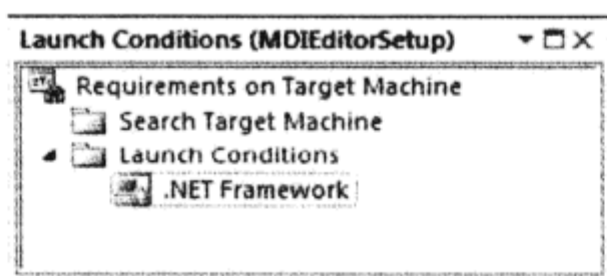 Launch Conditions (MDIEditorSetup)
Requirements on Target Machine
Search Target Machine
Launch Conditions
.NET Framework